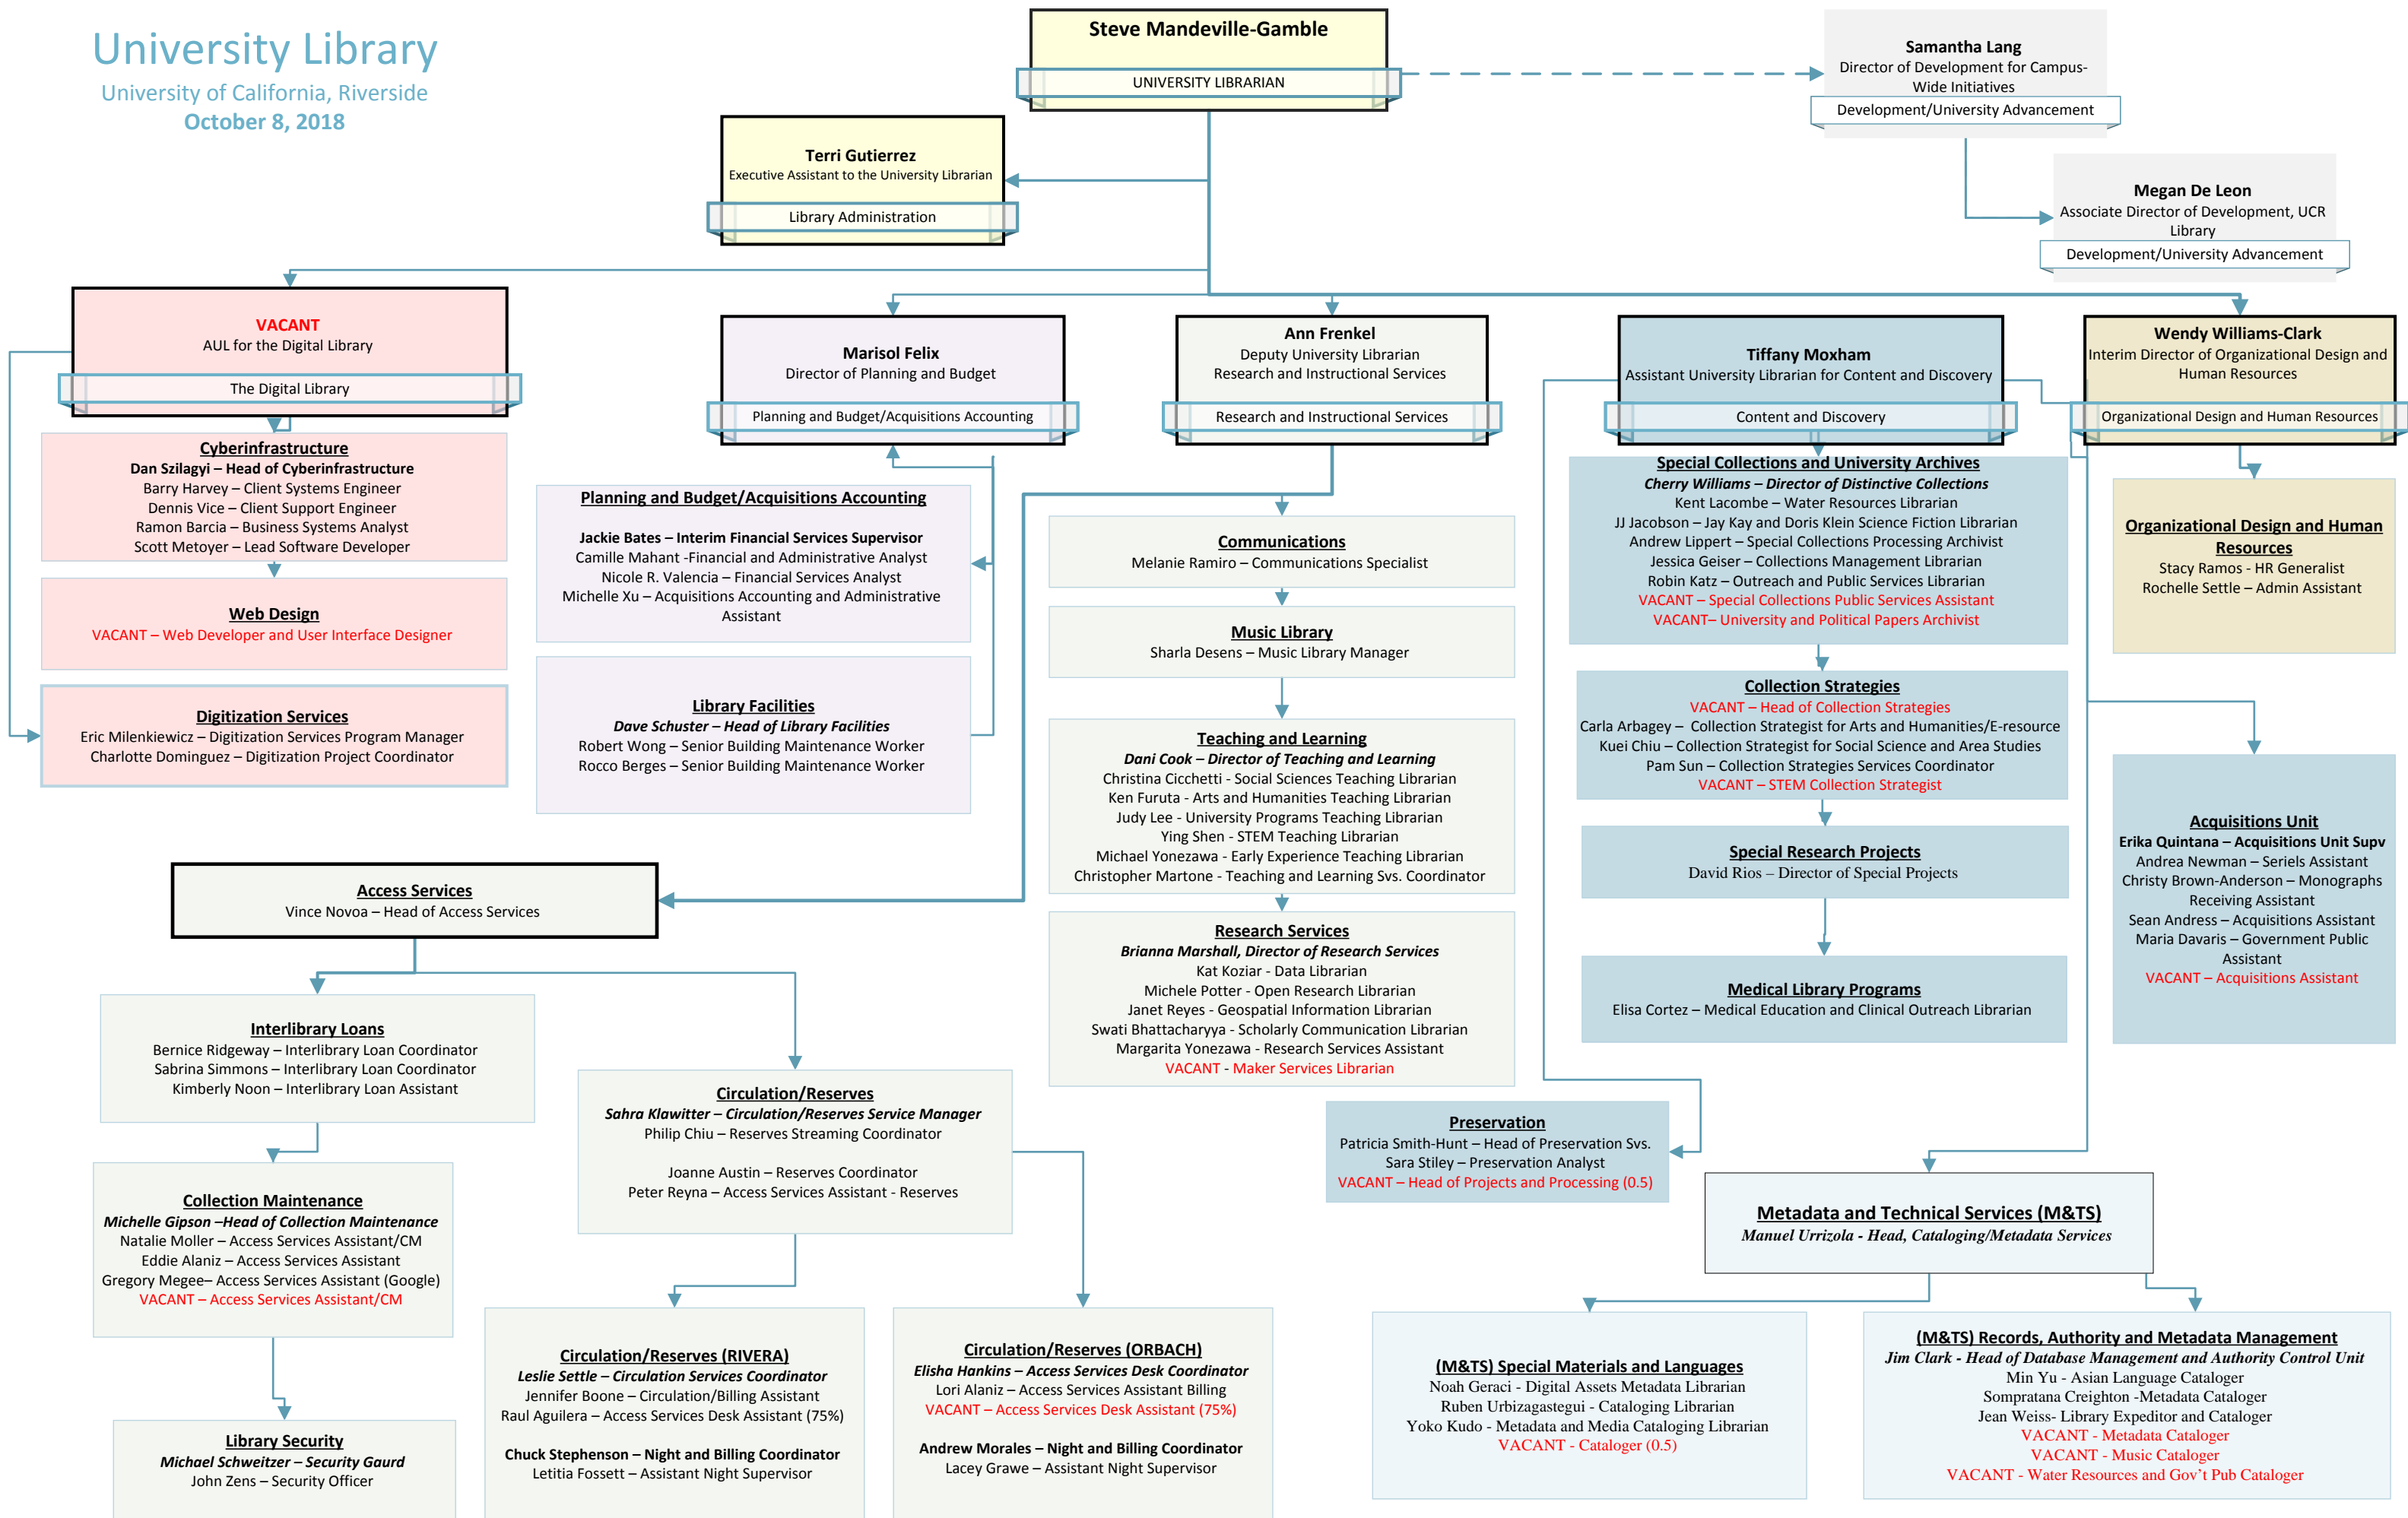 University Library
University of California, Riverside
October 8, 2018
Steve Mandeville-Gamble
UNIVERSITY LIBRARIAN
Samantha Lang
Director of Development for Campus-
Wide Initiatives
Development/University Advancement
Terri Gutierrez
Executive Assistant to the University Librarian
Library Administration
Megan De Leon
Associate Director of Development, UCR
Library
Development/University Advancement
VACANT
AUL for the Digital Library
The Digital Library
Marisol Felix
Director of Planning and Budget
Planning and Budget/Acquisitions Accounting
Ann Frenkel
Deputy University Librarian
Research and Instructional Services
Research and Instructional Services
Tiffany Moxham
Assistant University Librarian for Content and Discovery
Content and Discovery
Wendy Williams-Clark
Interim Director of Organizational Design and
Human Resources
Organizational Design and Human Resources
Cyberinfrastructure
Dan Szilagyi – Head of Cyberinfrastructure
Barry Harvey – Client Systems Engineer
Dennis Vice – Client Support Engineer
Ramon Barcia – Business Systems Analyst
Scott Metoyer – Lead Software Developer
Web Design
VACANT – Web Developer and User Interface Designer
Digitization Services
Eric Milenkiewicz – Digitization Services Program Manager
Charlotte Dominguez – Digitization Project Coordinator
Planning and Budget/Acquisitions Accounting
Jackie Bates – Interim Financial Services Supervisor
Camille Mahant -Financial and Administrative Analyst
Nicole R. Valencia – Financial Services Analyst
Michelle Xu – Acquisitions Accounting and Administrative
Assistant
Library Facilities
Dave Schuster – Head of Library Facilities
Robert Wong – Senior Building Maintenance Worker
Rocco Berges – Senior Building Maintenance Worker
Communications
Melanie Ramiro – Communications Specialist
Music Library
Sharla Desens – Music Library Manager
Teaching and Learning
Dani Cook – Director of Teaching and Learning
Christina Cicchetti - Social Sciences Teaching Librarian
Ken Furuta - Arts and Humanities Teaching Librarian
Judy Lee - University Programs Teaching Librarian
Ying Shen - STEM Teaching Librarian
Michael Yonezawa - Early Experience Teaching Librarian
Christopher Martone - Teaching and Learning Svs. Coordinator
Research Services
Brianna Marshall, Director of Research Services
Kat Koziar - Data Librarian
Michele Potter - Open Research Librarian
Janet Reyes - Geospatial Information Librarian
Swati Bhattacharyya - Scholarly Communication Librarian
Margarita Yonezawa - Research Services Assistant
VACANT - Maker Services Librarian
Special Collections and University Archives
Cherry Williams – Director of Distinctive Collections
Kent Lacombe – Water Resources Librarian
JJ Jacobson – Jay Kay and Doris Klein Science Fiction Librarian
Andrew Lippert – Special Collections Processing Archivist
Jessica Geiser – Collections Management Librarian
Robin Katz – Outreach and Public Services Librarian
VACANT – Special Collections Public Services Assistant
VACANT– University and Political Papers Archivist
Collection Strategies
VACANT – Head of Collection Strategies
Carla Arbagey – Collection Strategist for Arts and Humanities/E-resource
Kuei Chiu – Collection Strategist for Social Science and Area Studies
Pam Sun – Collection Strategies Services Coordinator
VACANT – STEM Collection Strategist
Special Research Projects
David Rios – Director of Special Projects
Medical Library Programs
Elisa Cortez – Medical Education and Clinical Outreach Librarian
Organizational Design and Human
Resources
Stacy Ramos - HR Generalist
Rochelle Settle – Admin Assistant
Acquisitions Unit
Erika Quintana – Acquisitions Unit Supv
Andrea Newman – Seriels Assistant
Christy Brown-Anderson – Monographs
Receiving Assistant
Sean Andress – Acquisitions Assistant
Maria Davaris – Government Public
Assistant
VACANT – Acquisitions Assistant
Access Services
Vince Novoa – Head of Access Services
Interlibrary Loans
Bernice Ridgeway – Interlibrary Loan Coordinator
Sabrina Simmons – Interlibrary Loan Coordinator
Kimberly Noon – Interlibrary Loan Assistant
Collection Maintenance
Michelle Gipson –Head of Collection Maintenance
Natalie Moller – Access Services Assistant/CM
Eddie Alaniz – Access Services Assistant
Gregory Megee– Access Services Assistant (Google)
VACANT – Access Services Assistant/CM
Library Security
Michael Schweitzer – Security Gaurd
John Zens – Security Officer
Circulation/Reserves
Sahra Klawitter – Circulation/Reserves Service Manager
Philip Chiu – Reserves Streaming Coordinator
Joanne Austin – Reserves Coordinator
Peter Reyna – Access Services Assistant - Reserves
Circulation/Reserves (RIVERA)
Leslie Settle – Circulation Services Coordinator
Jennifer Boone – Circulation/Billing Assistant
Raul Aguilera – Access Services Desk Assistant (75%)
Chuck Stephenson – Night and Billing Coordinator
Letitia Fossett – Assistant Night Supervisor
Circulation/Reserves (ORBACH)
Elisha Hankins – Access Services Desk Coordinator
Lori Alaniz – Access Services Assistant Billing
VACANT – Access Services Desk Assistant (75%)
Andrew Morales – Night and Billing Coordinator
Lacey Grawe – Assistant Night Supervisor
Preservation
Patricia Smith-Hunt – Head of Preservation Svs.
Sara Stiley – Preservation Analyst
VACANT – Head of Projects and Processing (0.5)
Metadata and Technical Services (M&TS)
Manuel Urrizola - Head, Cataloging/Metadata Services
(M&TS) Special Materials and Languages
Noah Geraci - Digital Assets Metadata Librarian
Ruben Urbizagastegui - Cataloging Librarian
Yoko Kudo - Metadata and Media Cataloging Librarian
VACANT - Cataloger (0.5)
(M&TS) Records, Authority and Metadata Management
Jim Clark - Head of Database Management and Authority Control Unit
Min Yu - Asian Language Cataloger
Sompratana Creighton -Metadata Cataloger
Jean Weiss- Library Expeditor and Cataloger
VACANT - Metadata Cataloger
VACANT - Music Cataloger
VACANT - Water Resources and Gov't Pub Cataloger